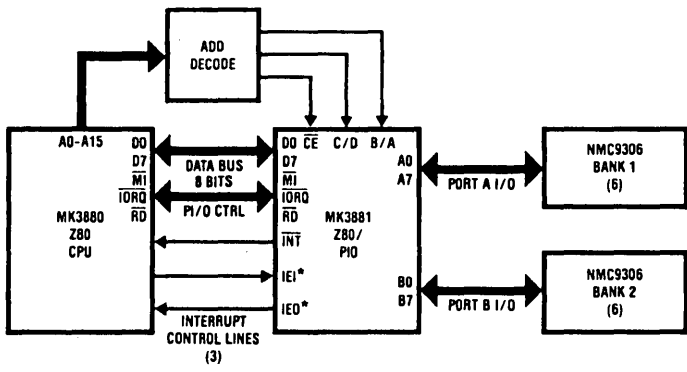 ADD
DECODE
A0-A15
D0
D7
MI
IORQ
RD
MK3880
Z80
CPU
DATA BUS
8 BITS
PI/O CTRL
INTERRUPT
CONTROL LINES
(3)
D0 CE C/D B/A
D7
MI
IORQ
RD
INT
IEI*
IEO*
MK3881
Z80/
PIO
A0
A7
B0
B7
PORT A I/O
PORT B I/O
NMC9306
BANK 1
(6)
NMC9306
BANK 2
(6)